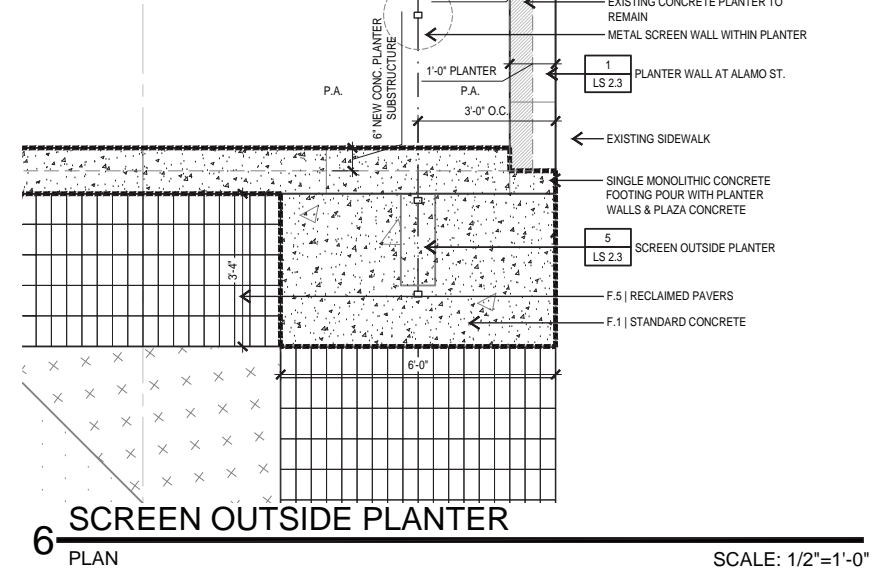 EXISTING CONCRETE PLANTER TO
REMAIN
METAL SCREEN WALL WITHIN PLANTER
6" NEW CONC. PLANTER
SUBSTRUCTURE
1'-0" PLANTER
P.A.
P.A.
3'-0" O.C.
1
LS 2.3
PLANTER WALL AT ALAMO ST.
EXISTING SIDEWALK
SINGLE MONOLITHIC CONCRETE
FOOTING POUR WITH PLANTER
WALLS & PLAZA CONCRETE
5
LS 2.3
SCREEN OUTSIDE PLANTER
3'-4"
F.5 | RECLAIMED PAVERS
F.1 | STANDARD CONCRETE
6'-0"
6
SCREEN OUTSIDE PLANTER
PLAN
SCALE: 1/2"=1'-0"